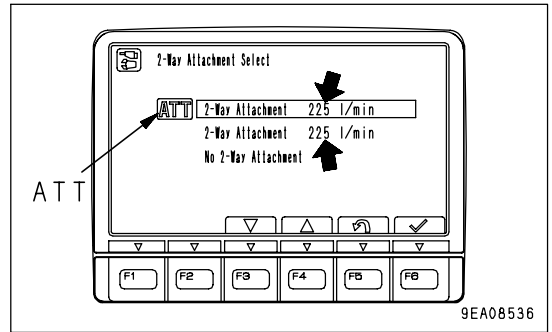 2-Way Attachment Select
ATT 2-Way Attachment 225 l/min
2-Way Attachment 225 l/min
No 2-Way Attachment
ATT
F1 F2 F3 F4 F5 F6
9EA08536